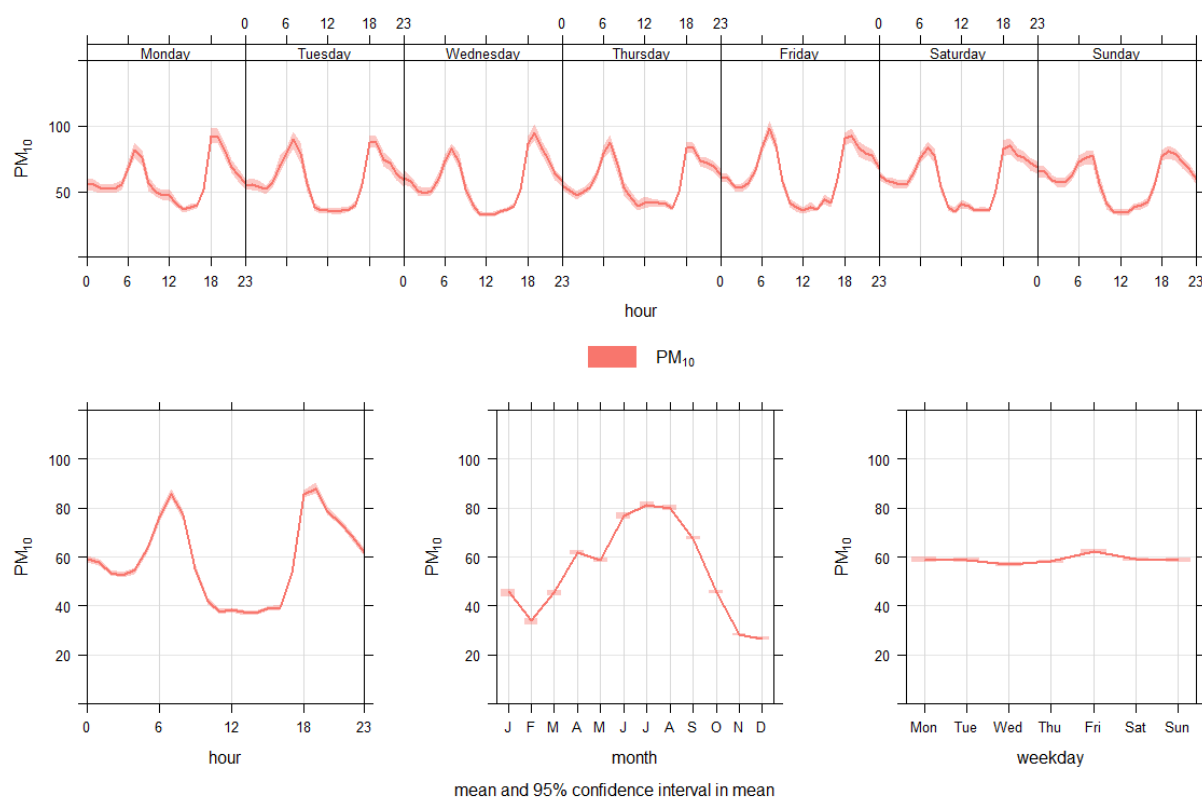 0 6 12 18 23 0 6 12 18 23 0 6 12 18 23
Monday Tuesday Wednesday Thursday Friday Saturday Sunday
100
50
PM₁₀
0 6 12 18 0 6 12 18 23 0 6 12 18 0 6 12 18 23
hour
PM₁₀
100 100 100
80 80 80
60 60 60
40 40 40
20 20 20
PM₁₀ PM₁₀ PM₁₀
0 6 12 18 23 J F M A M J J A S O N D Mon Tue Wed Thu Fri Sat Sun
hour month weekday
mean and 95% confidence interval in mean